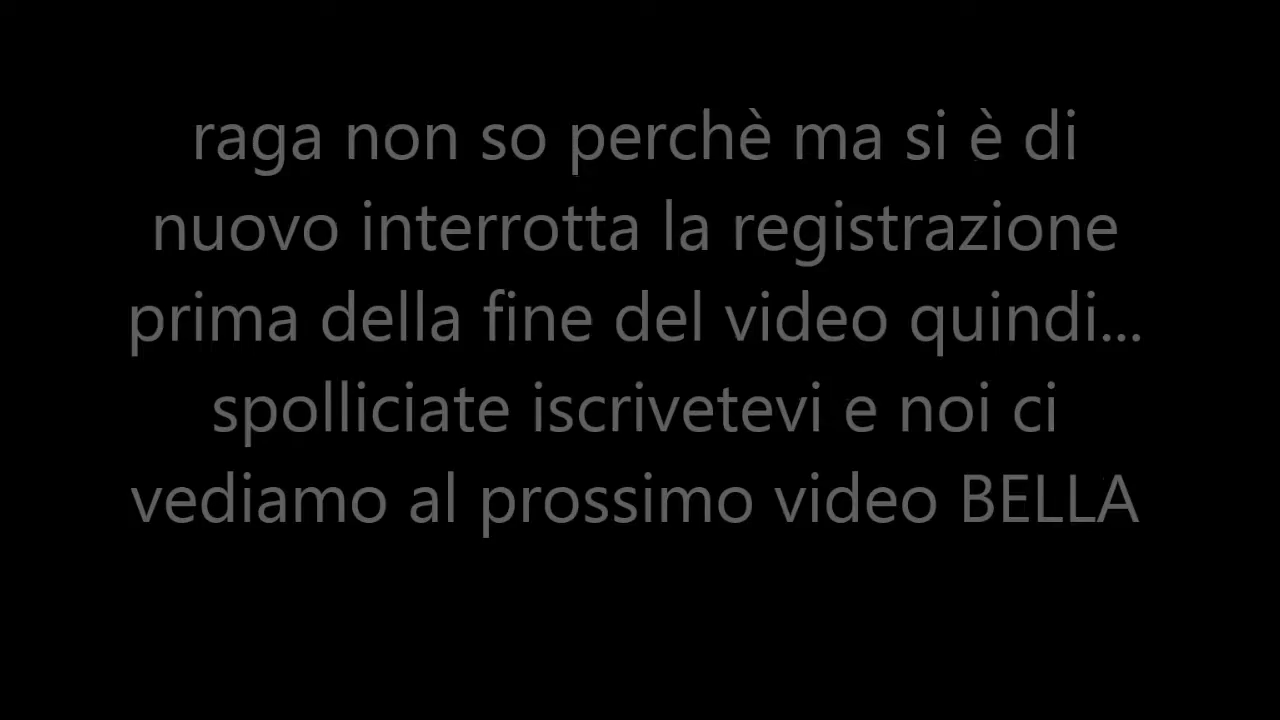 raga non so perchè ma si è di
nuovo interrotta la registrazione
prima della fine del video quindi...
spolliciate iscrivetevi e noi ci
vediamo al prossimo video BELLA